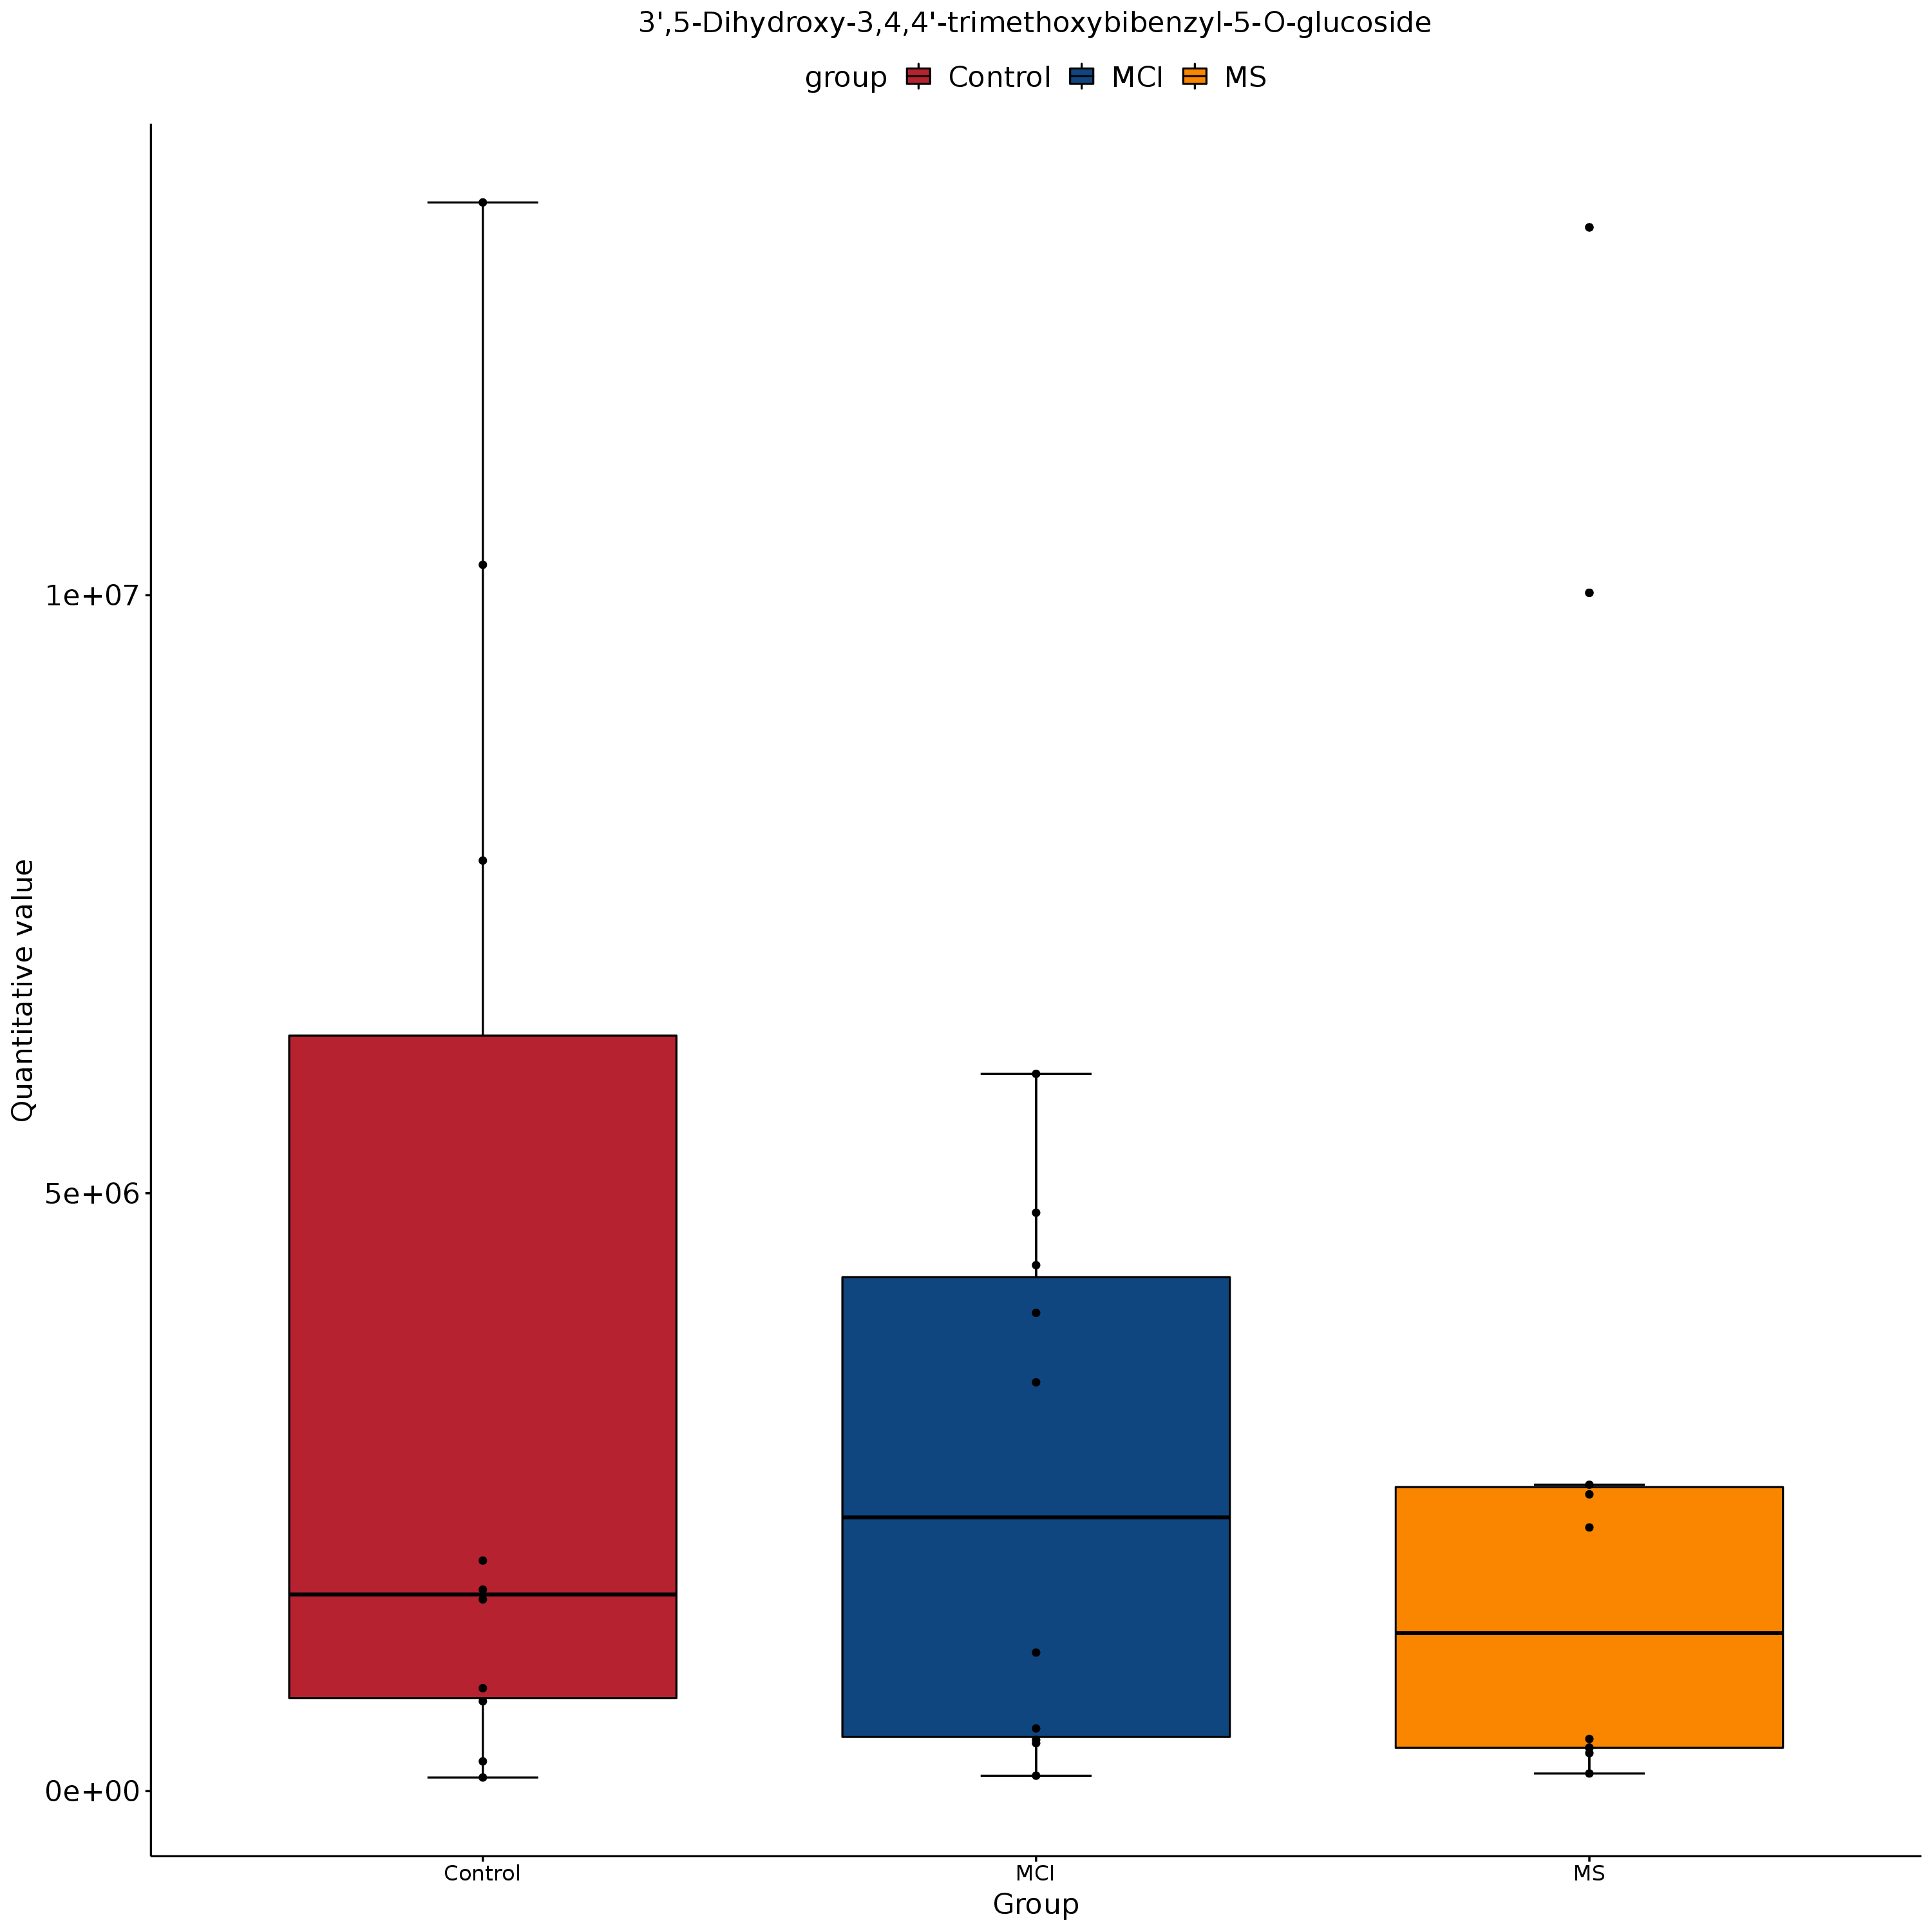 3',5-Dihydroxy-3,4,4'-trimethoxybibenzyl-5-O-glucoside
group Control MCI MS
Quantitative value
1e+07
5e+06
0e+00
Control MCI MS
Group